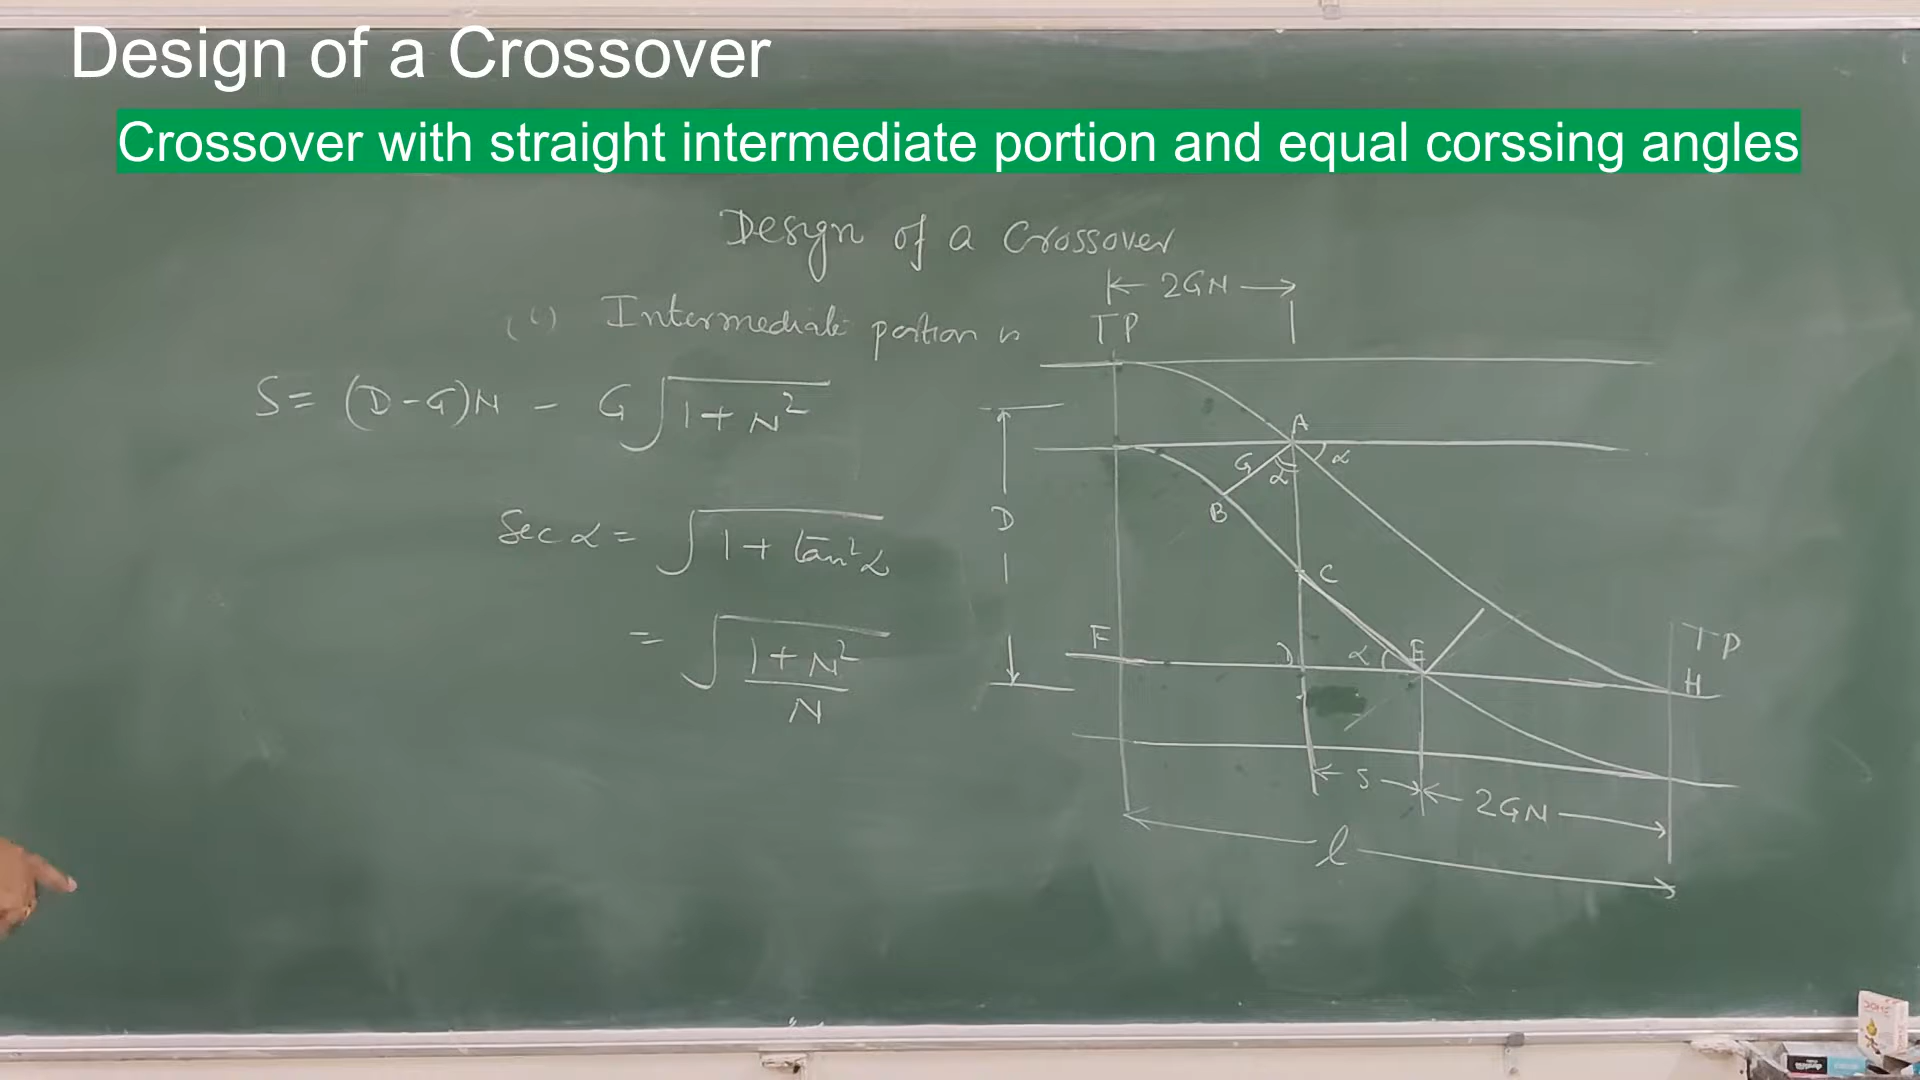 Design of a Crossover
Crossover with straight intermediate portion and equal corssing angles
Design of a Crossover
2GN
(i) Intermediate portion is
TP
S = (D-G)N - G√1+N²
A
G α α
B
Sec α = √1+tan²α
D
C
= √1+N²/N
F D α E
TP
H
S 2GN
l